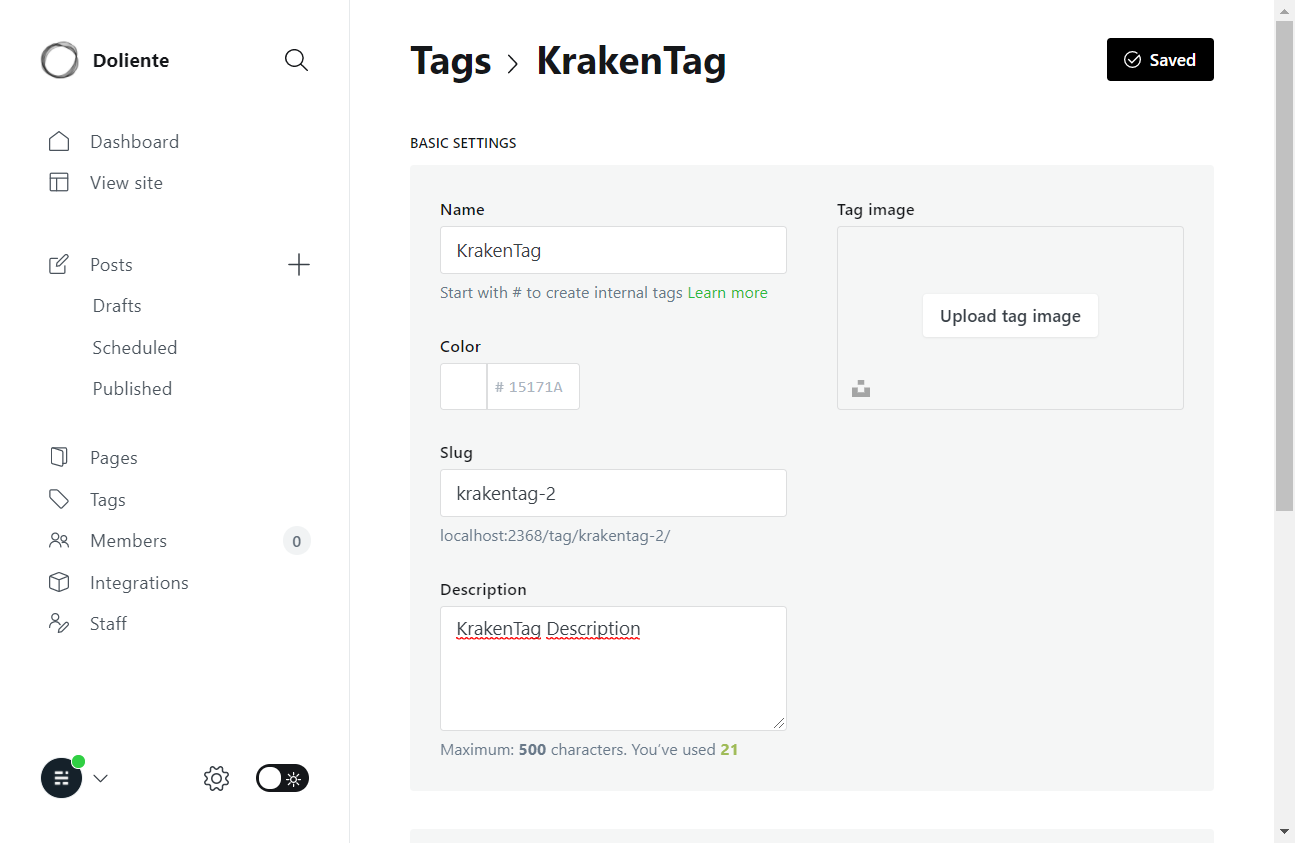 Doliente
Dashboard
View site
Posts
Drafts
Scheduled
Published
Pages
Tags
Members 0
Integrations
Staff
Tags > KrakenTag
Saved
BASIC SETTINGS
Name
KrakenTag
Start with # to create internal tags Learn more
Color
# 15171A
Slug
krakentag-2
localhost:2368/tag/krakentag-2/
Description
KrakenTag Description
Maximum: 500 characters. You’ve used 21
Tag image
Upload tag image